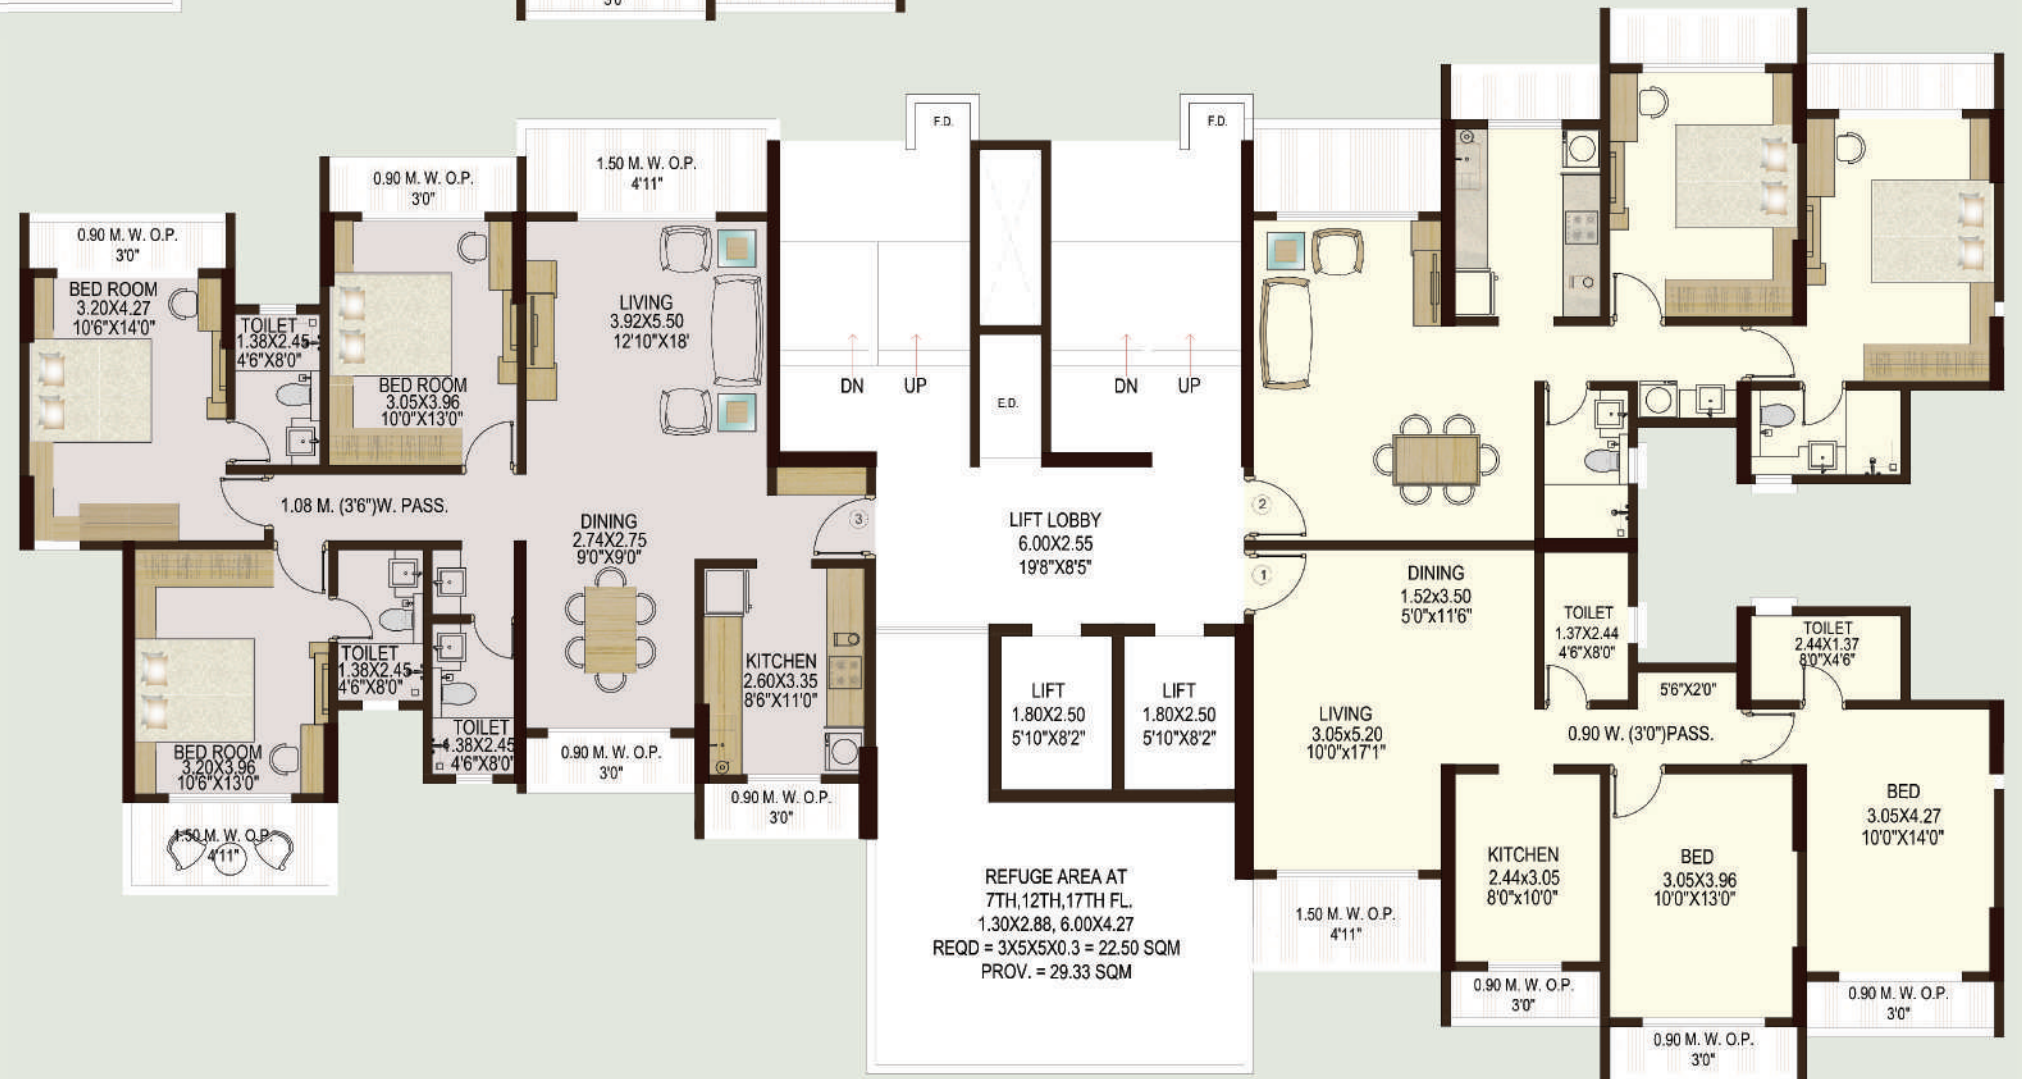 3'0"
F.D.
F.D.
0.90 M. W. O.P.
3'0"
BED ROOM
3.20X4.27
10'6"X14'0"
TOILET
1.38X2.45
4'6"X8'0"
0.90 M. W. O.P.
3'0"
BED ROOM
3.05X3.96
10'0"X13'0"
1.50 M. W. O.P.
4'11"
LIVING
3.92X5.50
12'10"X18'
DN
UP
E.D.
DN
UP
1.08 M. (3'6")W. PASS.
DINING
2.74X2.75
9'0"X9'0"
3
LIFT LOBBY
6.00X2.55
19'8"X8'5"
2
1
BED ROOM
3.20X3.96
10'6"X13'0"
1.50 M. W. O.P.
4'11"
TOILET
1.38X2.45
4'6"X8'0"
TOILET
1.38X2.45
4'6"X8'0"
0.90 M. W. O.P.
3'0"
KITCHEN
2.60X3.35
8'6"X11'0"
0.90 M. W. O.P.
3'0"
LIFT
1.80X2.50
5'10"X8'2"
LIFT
1.80X2.50
5'10"X8'2"
REFUGE AREA AT
7TH,12TH,17TH FL.
1.30X2.88, 6.00X4.27
REQD = 3X5X5X0.3 = 22.50 SQM
PROV. = 29.33 SQM
DINING
1.52x3.50
5'0"x11'6"
TOILET
1.37X2.44
4'6"X8'0"
TOILET
2.44X1.37
8'0"X4'6"
5'6"X2'0"
LIVING
3.05x5.20
10'0"x17'1"
0.90 W. (3'0")PASS.
1.50 M. W. O.P.
4'11"
KITCHEN
2.44x3.05
8'0"x10'0"
0.90 M. W. O.P.
3'0"
BED
3.05X3.96
10'0"X13'0"
0.90 M. W. O.P.
3'0"
BED
3.05X4.27
10'0"X14'0"
0.90 M. W. O.P.
3'0"